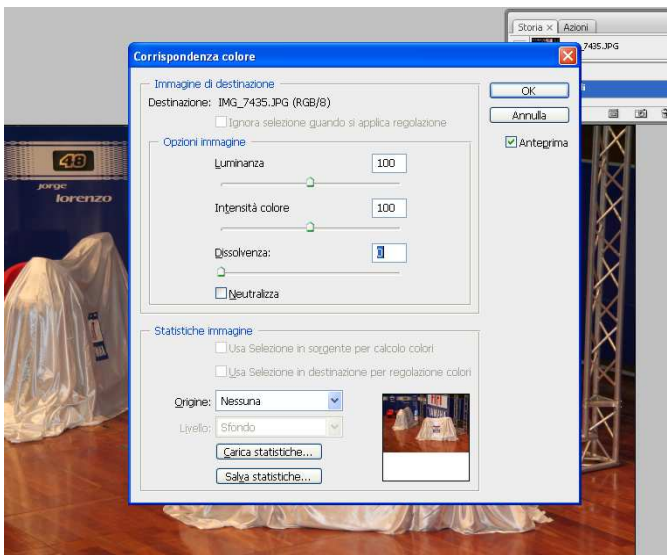 Storia × Azioni
7435.JPG
Corrispondenza colore
Immagine di destinazione
Destinazione: IMG_7435.JPG (RGB/8)
Ignora selezione quando si applica regolazione
Opzioni immagine
Luminanza 100
Intensità colore 100
Dissolvenza: 0
Neutralizza
OK
Annulla
Anteprima
Statistiche immagine
Usa Selezione in sorgente per calcolo colori
Usa Selezione in destinazione per regolazione colori
Origine: Nessuna
Livello: Sfondo
Carica statistiche...
Salva statistiche...
48
jorge
lorenzo